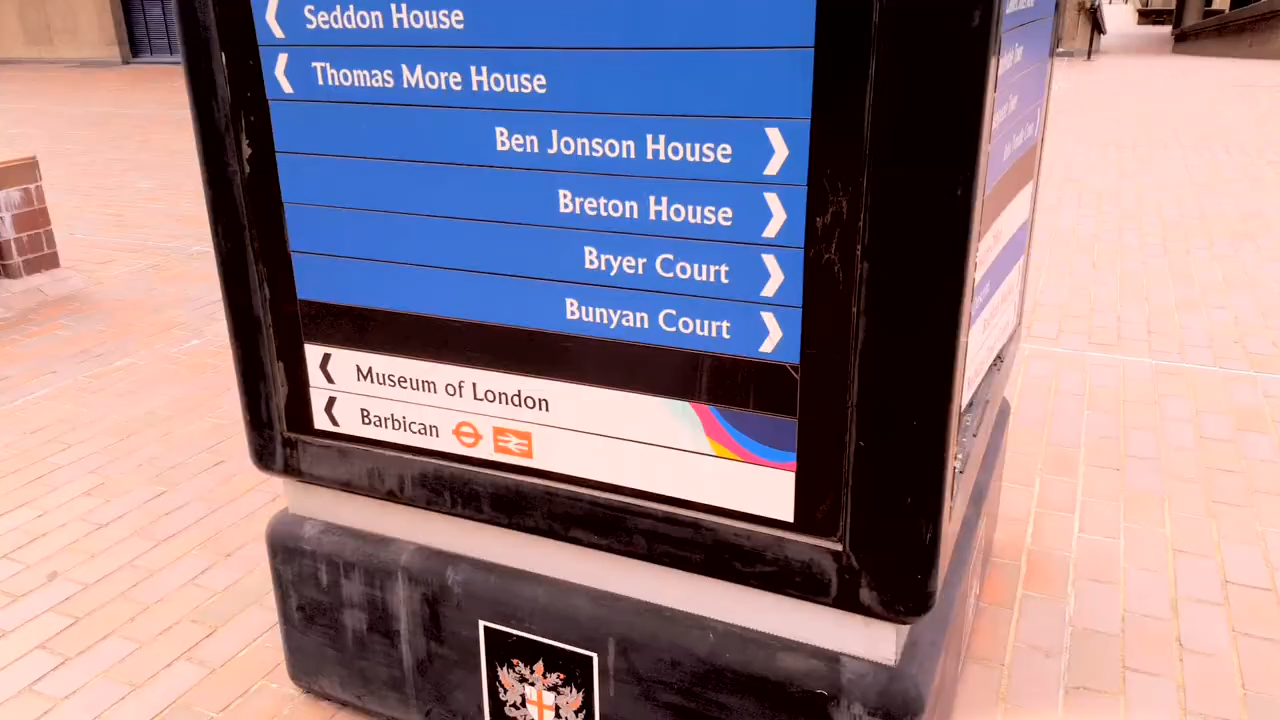 Seddon House
Thomas More House
Ben Jonson House
Breton House
Bryer Court
Bunyan Court
Museum of London
Barbican